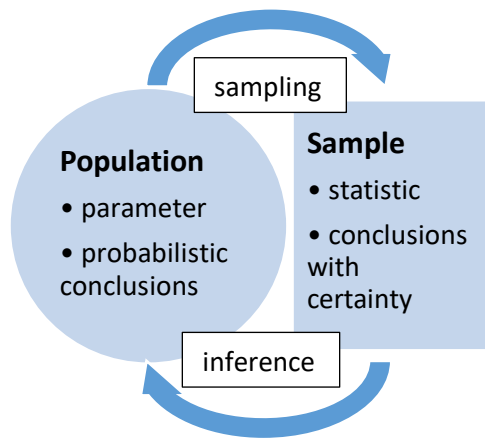 sampling
Population
• parameter
• probabilistic
conclusions
Sample
• statistic
• conclusions
with
certainty
inference